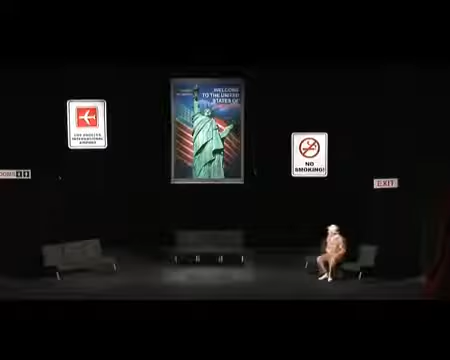 WELCOME
TO THE UNITED
STATES OF
LOS ANGELES
INTERNATIONAL
AIRPORT
NO
SMOKING!
EXIT